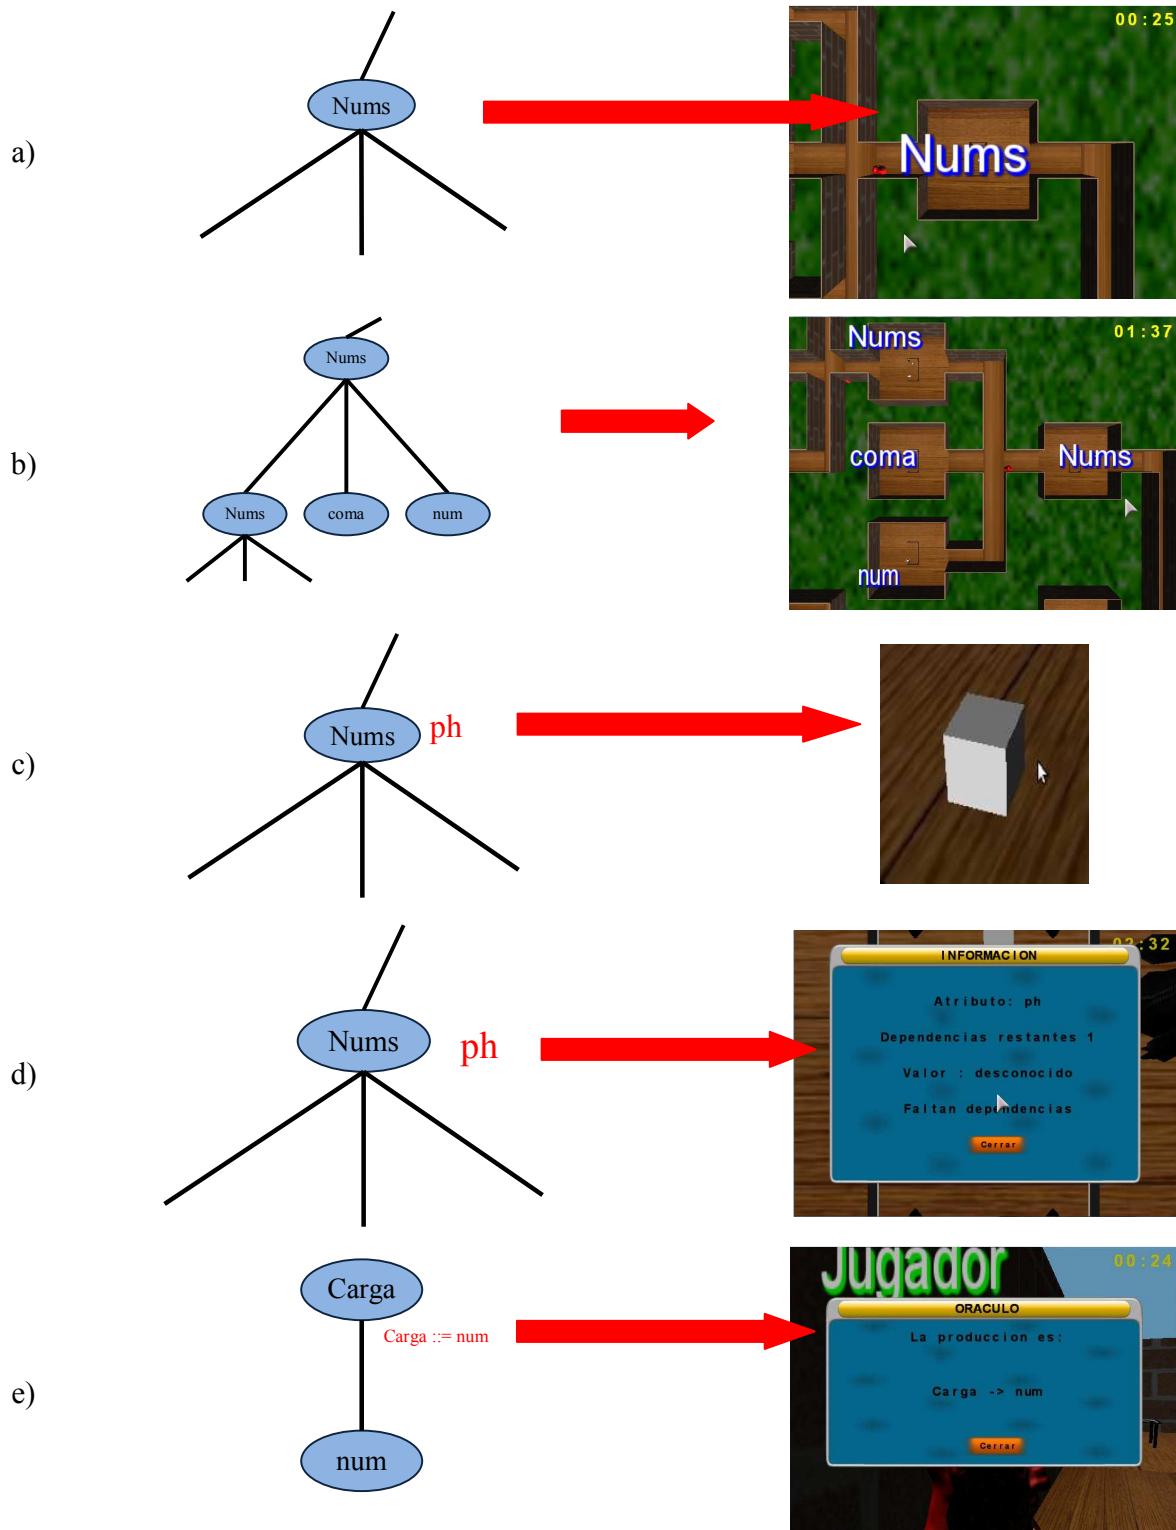 a)
Nums
00:25
Nums
b)
Nums
Nums
coma
num
01:37
Nums
coma
Nums
num
c)
Nums
ph
d)
Nums
ph
02:32
INFORMACION
Atributo: ph
Dependencias restantes 1
Valor : desconocido
Faltan dependencias
Cerrar
e)
Carga
Carga ::= num
num
Jugador
00:24
ORACULO
La produccion es:
Carga -> num
Cerrar